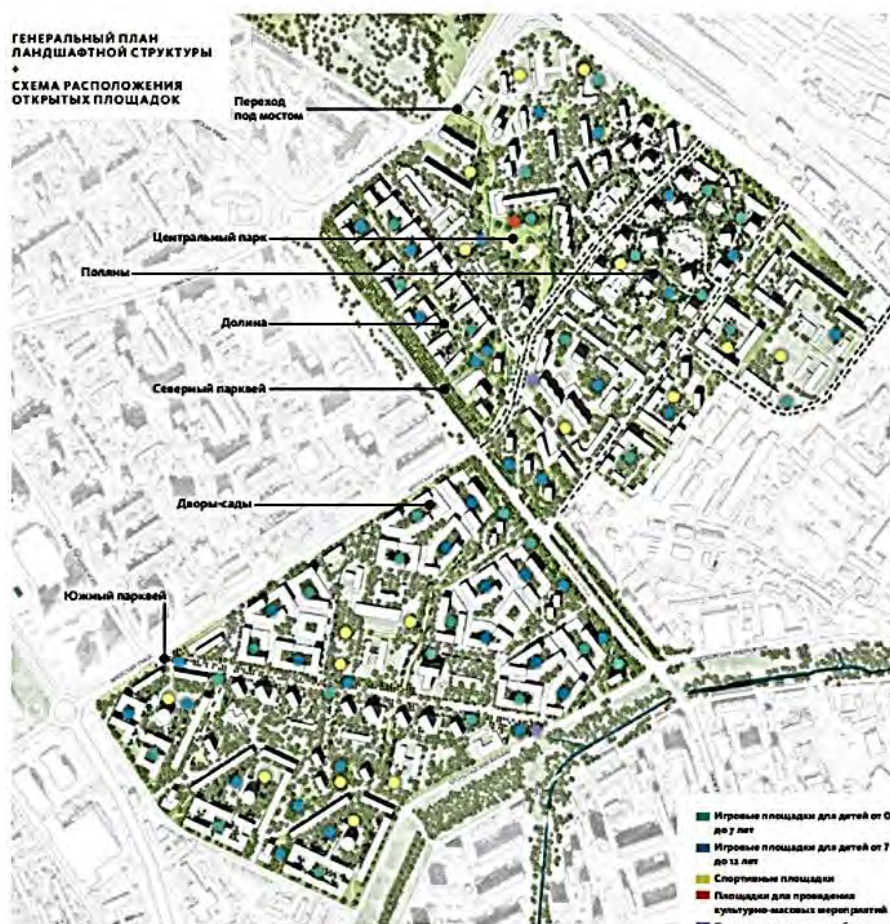 ГЕНЕРАЛЬНЫЙ ПЛАН
ЛАНДШАФТНОЙ СТРУКТУРЫ
+
СХЕМА РАСПОЛОЖЕНИЯ
ОТКРЫТЫХ ПЛОЩАДОК
Переход
под мостом
Центральный парк
Поляны
Долина
Северный парквей
Дворы-сады
Южный парквей
Игровые площадки для детей от 0
до 7 лет
Игровые площадки для детей от 7
до 12 лет
Спортивные площадки
Площадки для проведения
культурно-масовых мероприятий